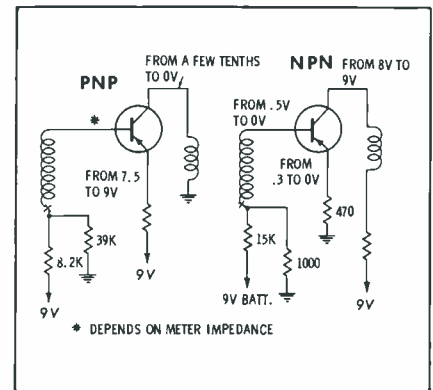 PNP
FROM A FEW TENTHS
TO 0V
*
FROM 7.5
TO 9V
39K
8.2K
9V
9V
NPN
FROM 8V TO
9V
FROM .5V
TO 0V
FROM
.3 TO 0V
470
15K
1000
9V BATT.
9V
* DEPENDS ON METER IMPEDANCE